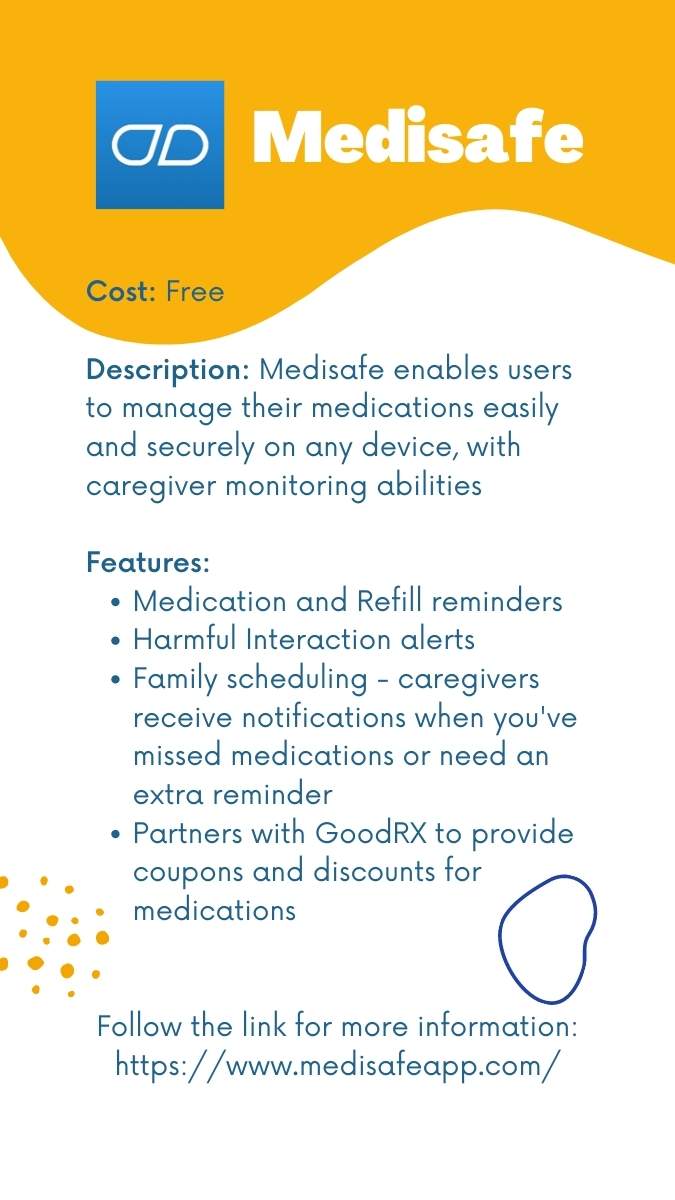 Medisafe
Cost: Free
Description: Medisafe enables users
to manage their medications easily
and securely on any device, with
caregiver monitoring abilities
Features:
• Medication and Refill reminders
• Harmful Interaction alerts
• Family scheduling - caregivers
receive notifications when you've
missed medications or need an
extra reminder
• Partners with GoodRX to provide
coupons and discounts for
medications
Follow the link for more information:
https://www.medisafeapp.com/